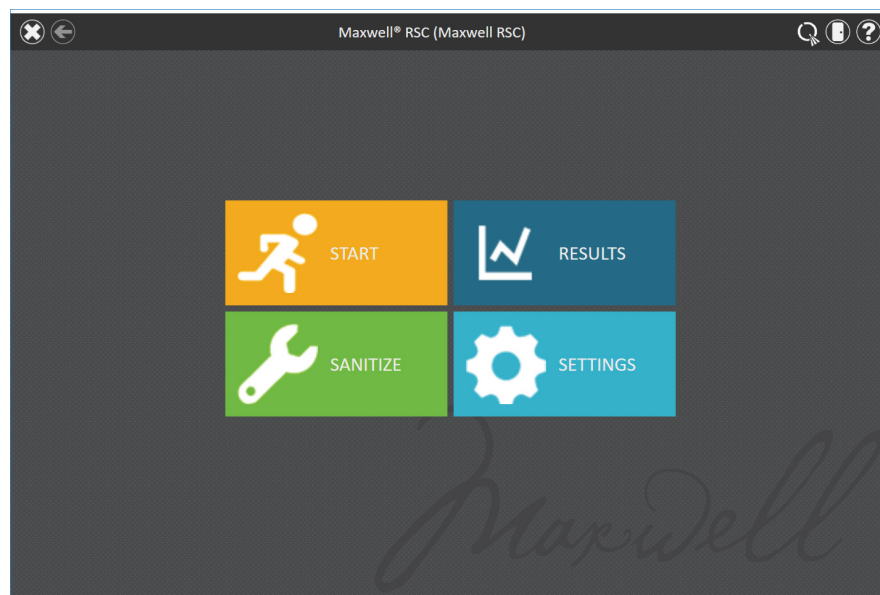 Maxwell® RSC (Maxwell RSC)
?
START
RESULTS
SANITIZE
SETTINGS
Maxwell